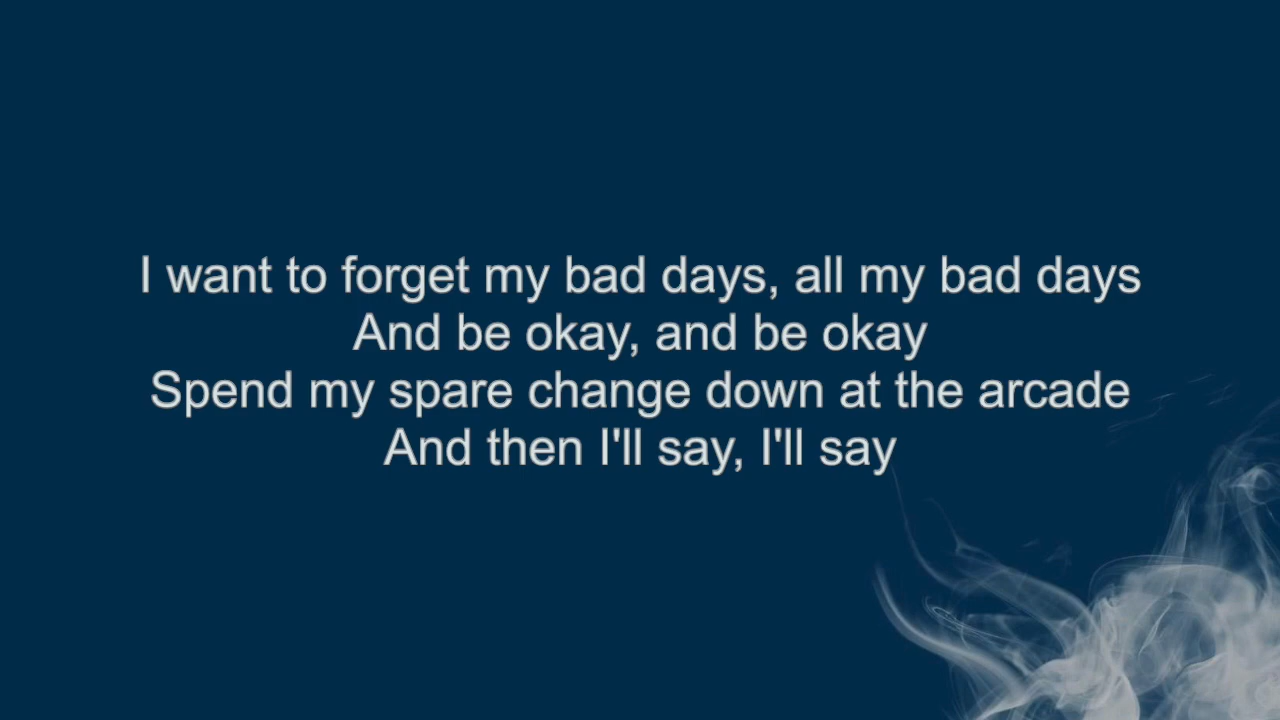 I want to forget my bad days, all my bad days
And be okay, and be okay
Spend my spare change down at the arcade
And then I'll say, I'll say